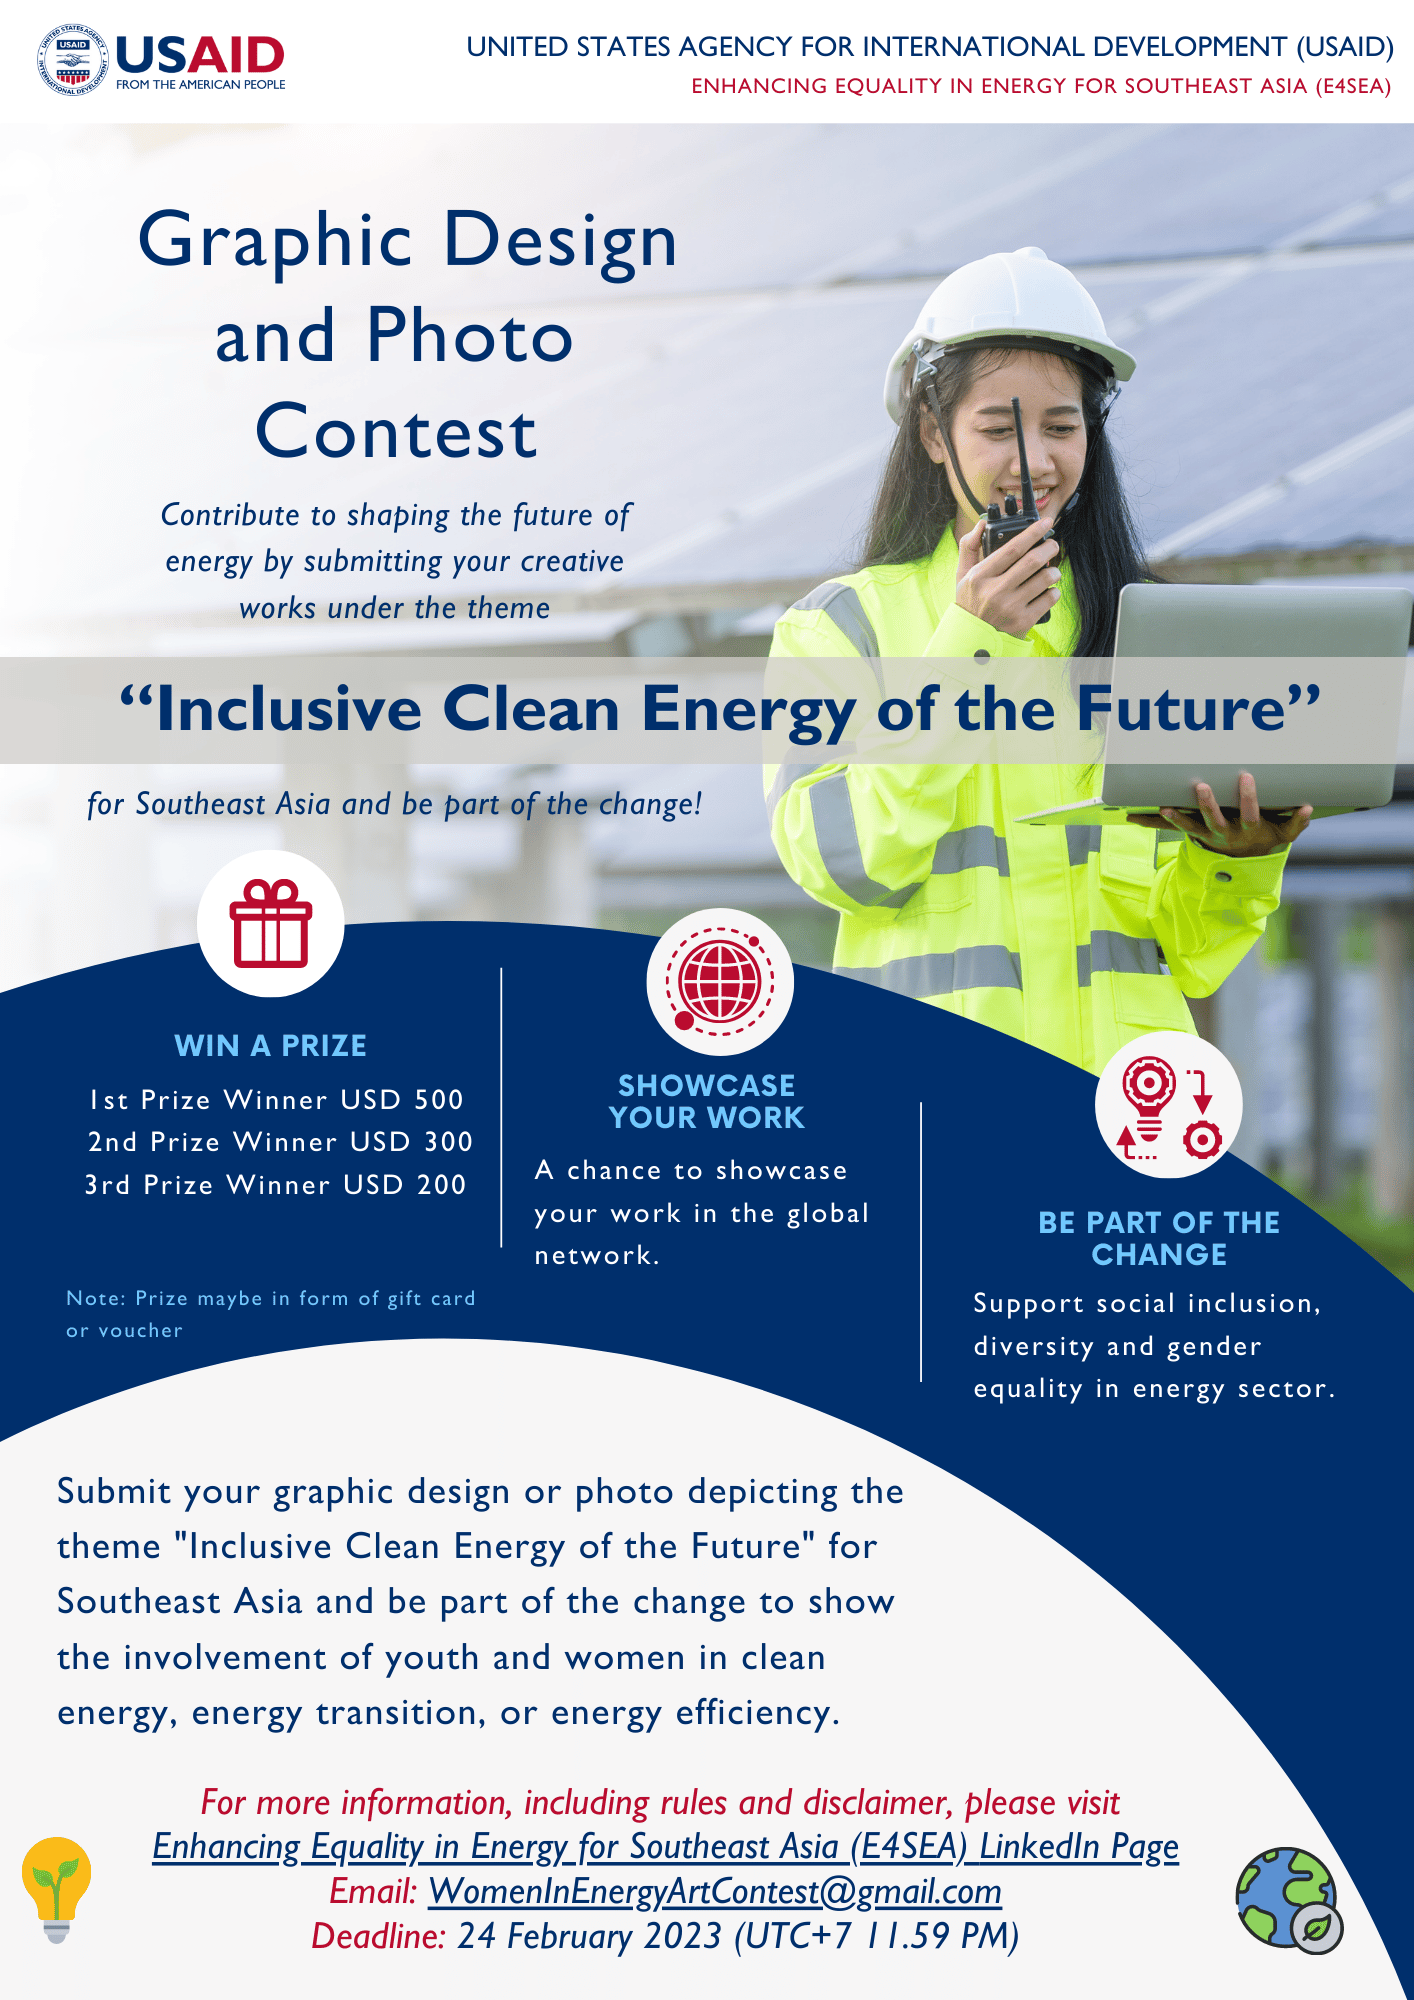 USAID
FROM THE AMERICAN PEOPLE
UNITED STATES AGENCY INTERNATIONAL DEVELOPMENT
USAID
UNITED STATES AGENCY FOR INTERNATIONAL DEVELOPMENT (USAID)
ENHANCING EQUALITY IN ENERGY FOR SOUTHEAST ASIA (E4SEA)
Graphic Design
and Photo
Contest
Contribute to shaping the future of
energy by submitting your creative
works under the theme
“Inclusive Clean Energy of the Future”
for Southeast Asia and be part of the change!
WIN A PRIZE
1st Prize Winner USD 500
2nd Prize Winner USD 300
3rd Prize Winner USD 200
Note: Prize maybe in form of gift card
or voucher
SHOWCASE
YOUR WORK
A chance to showcase
your work in the global
network.
BE PART OF THE
CHANGE
Support social inclusion,
diversity and gender
equality in energy sector.
Submit your graphic design or photo depicting the
theme "Inclusive Clean Energy of the Future" for
Southeast Asia and be part of the change to show
the involvement of youth and women in clean
energy, energy transition, or energy efficiency.
For more information, including rules and disclaimer, please visit
Enhancing Equality in Energy for Southeast Asia (E4SEA) LinkedIn Page
Email: WomenInEnergyArtContest@gmail.com
Deadline: 24 February 2023 (UTC+7 11.59 PM)